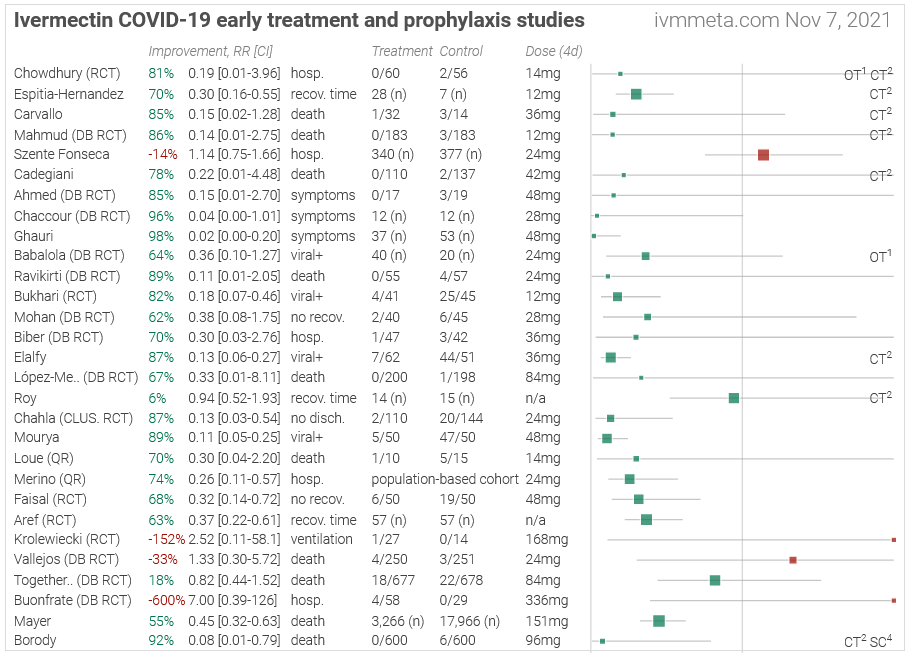 Ivermectin COVID-19 early treatment and prophylaxis studies ivmmeta.com Nov 7, 2021
Improvement, RR [CI] Treatment Control Dose (4d)
Chowdhury (RCT) 81% 0.19 [0.01-3.96] hosp. 0/60 2/56 14mg OT1 CT2
Espitia-Hernandez 70% 0.30 [0.16-0.55] recov. time 28 (n) 7 (n) 12mg CT2
Carvallo 85% 0.15 [0.02-1.28] death 1/32 3/14 36mg CT2
Mahmud (DB RCT) 86% 0.14 [0.01-2.75] death 0/183 3/183 12mg CT2
Szente Fonseca -14% 1.14 [0.75-1.66] hosp. 340 (n) 377 (n) 24mg
Cadegiani 78% 0.22 [0.01-4.48] death 0/110 2/137 42mg CT2
Ahmed (DB RCT) 85% 0.15 [0.01-2.70] symptoms 0/17 3/19 48mg
Chaccour (DB RCT) 96% 0.04 [0.00-1.01] symptoms 12 (n) 12 (n) 28mg
Ghauri 98% 0.02 [0.00-0.20] symptoms 37 (n) 53 (n) 48mg
Babalola (DB RCT) 64% 0.36 [0.10-1.27] viral+ 40 (n) 20 (n) 24mg OT1
Ravikirti (DB RCT) 89% 0.11 [0.01-2.05] death 0/55 4/57 24mg
Bukhari (RCT) 82% 0.18 [0.07-0.46] viral+ 4/41 25/45 12mg
Mohan (DB RCT) 62% 0.38 [0.08-1.75] no recov. 2/40 6/45 28mg
Biber (DB RCT) 70% 0.30 [0.03-2.76] hosp. 1/47 3/42 36mg
Elalfy 87% 0.13 [0.06-0.27] viral+ 7/62 44/51 36mg CT2
López-Me.. (DB RCT) 67% 0.33 [0.01-8.11] death 0/200 1/198 84mg
Roy 6% 0.94 [0.52-1.93] recov. time 14 (n) 15 (n) n/a CT2
Chahla (CLUS. RCT) 87% 0.13 [0.03-0.54] no disch. 2/110 20/144 24mg
Mourya 89% 0.11 [0.05-0.25] viral+ 5/50 47/50 48mg
Loue (QR) 70% 0.30 [0.04-2.20] death 1/10 5/15 14mg
Merino (QR) 74% 0.26 [0.11-0.57] hosp. population-based cohort 24mg
Faisal (RCT) 68% 0.32 [0.14-0.72] no recov. 6/50 19/50 48mg
Aref (RCT) 63% 0.37 [0.22-0.61] recov. time 57 (n) 57 (n) n/a
Krolewiecki (RCT) -152% 2.52 [0.11-58.1] ventilation 1/27 0/14 168mg
Vallejos (DB RCT) -33% 1.33 [0.30-5.72] death 4/250 3/251 24mg
Together.. (DB RCT) 18% 0.82 [0.44-1.52] death 18/677 22/678 84mg
Buonfrate (DB RCT) -600% 7.00 [0.39-126] hosp. 4/58 0/29 336mg
Mayer 55% 0.45 [0.32-0.63] death 3,266 (n) 17,966 (n) 151mg
Borody 92% 0.08 [0.01-0.79] death 0/600 6/600 96mg CT2 SC4